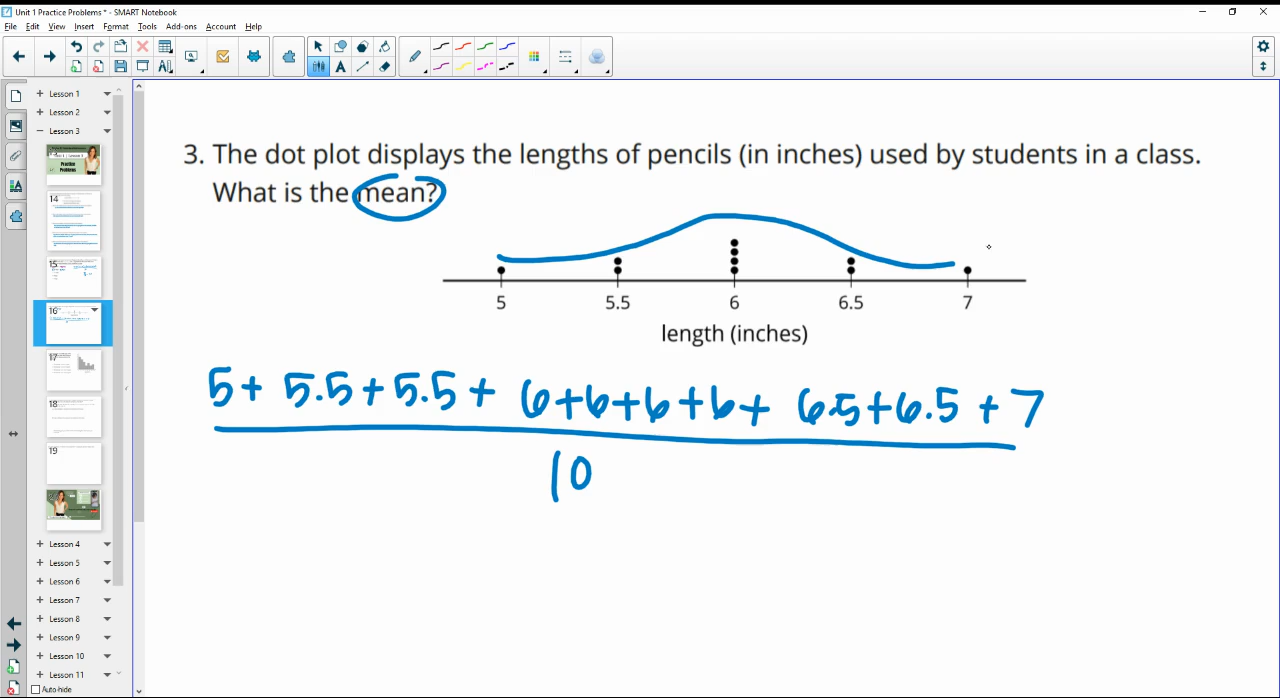 Unit 1 Practice Problems * - SMART Notebook
File Edit View Insert Format Tools Add-ons Account Help
Lesson 1
Lesson 2
Lesson 3
14
15
16
17
18
19
Lesson 4
Lesson 5
Lesson 6
Lesson 7
Lesson 8
Lesson 9
Lesson 10
Lesson 11
Auto-hide
3. The dot plot displays the lengths of pencils (in inches) used by students in a class.
What is the mean?
5 5.5 6 6.5 7
length (inches)
5 + 5.5 + 5.5 + 6 + 6 + 6 + 6 + 6.5 + 6.5 + 7
10